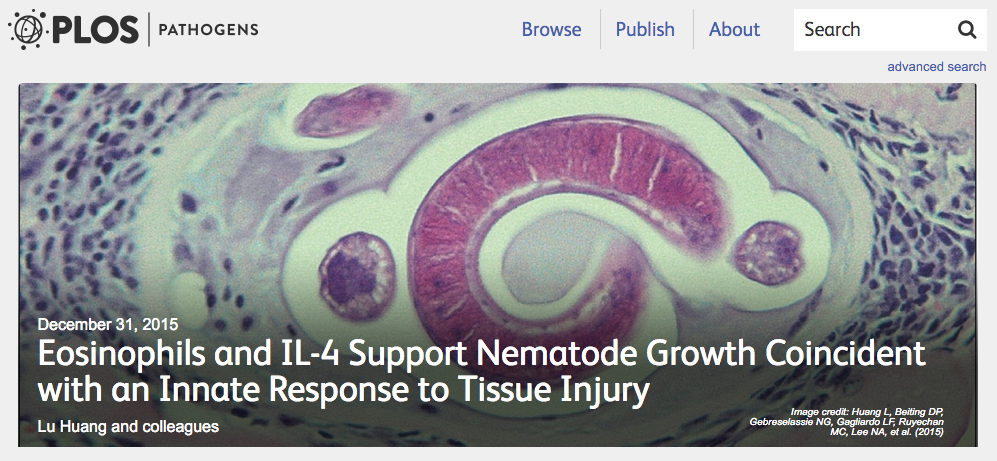 PLOS PATHOGENS
Browse Publish About Search
advanced search
December 31, 2015
Eosinophils and IL-4 Support Nematode Growth Coincident
with an Innate Response to Tissue Injury
Lu Huang and colleagues
Image credit: Huang L, Beiting DP,
Gebreselassie NG, Gagliardo LF, Ruyechan
MC, Lee NA, et al. (2015)